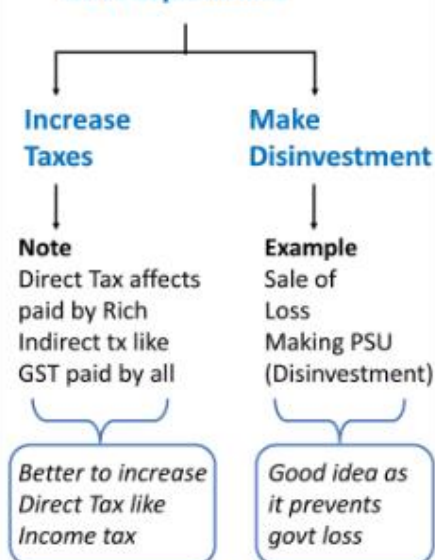 Increase
Taxes
Note
Direct Tax affects
paid by Rich
Indirect tx like
GST paid by all
Better to increase
Direct Tax like
Income tax
Make
Disinvestment
Example
Sale of
Loss
Making PSU
(Disinvestment)
Good idea as
it prevents
govt loss